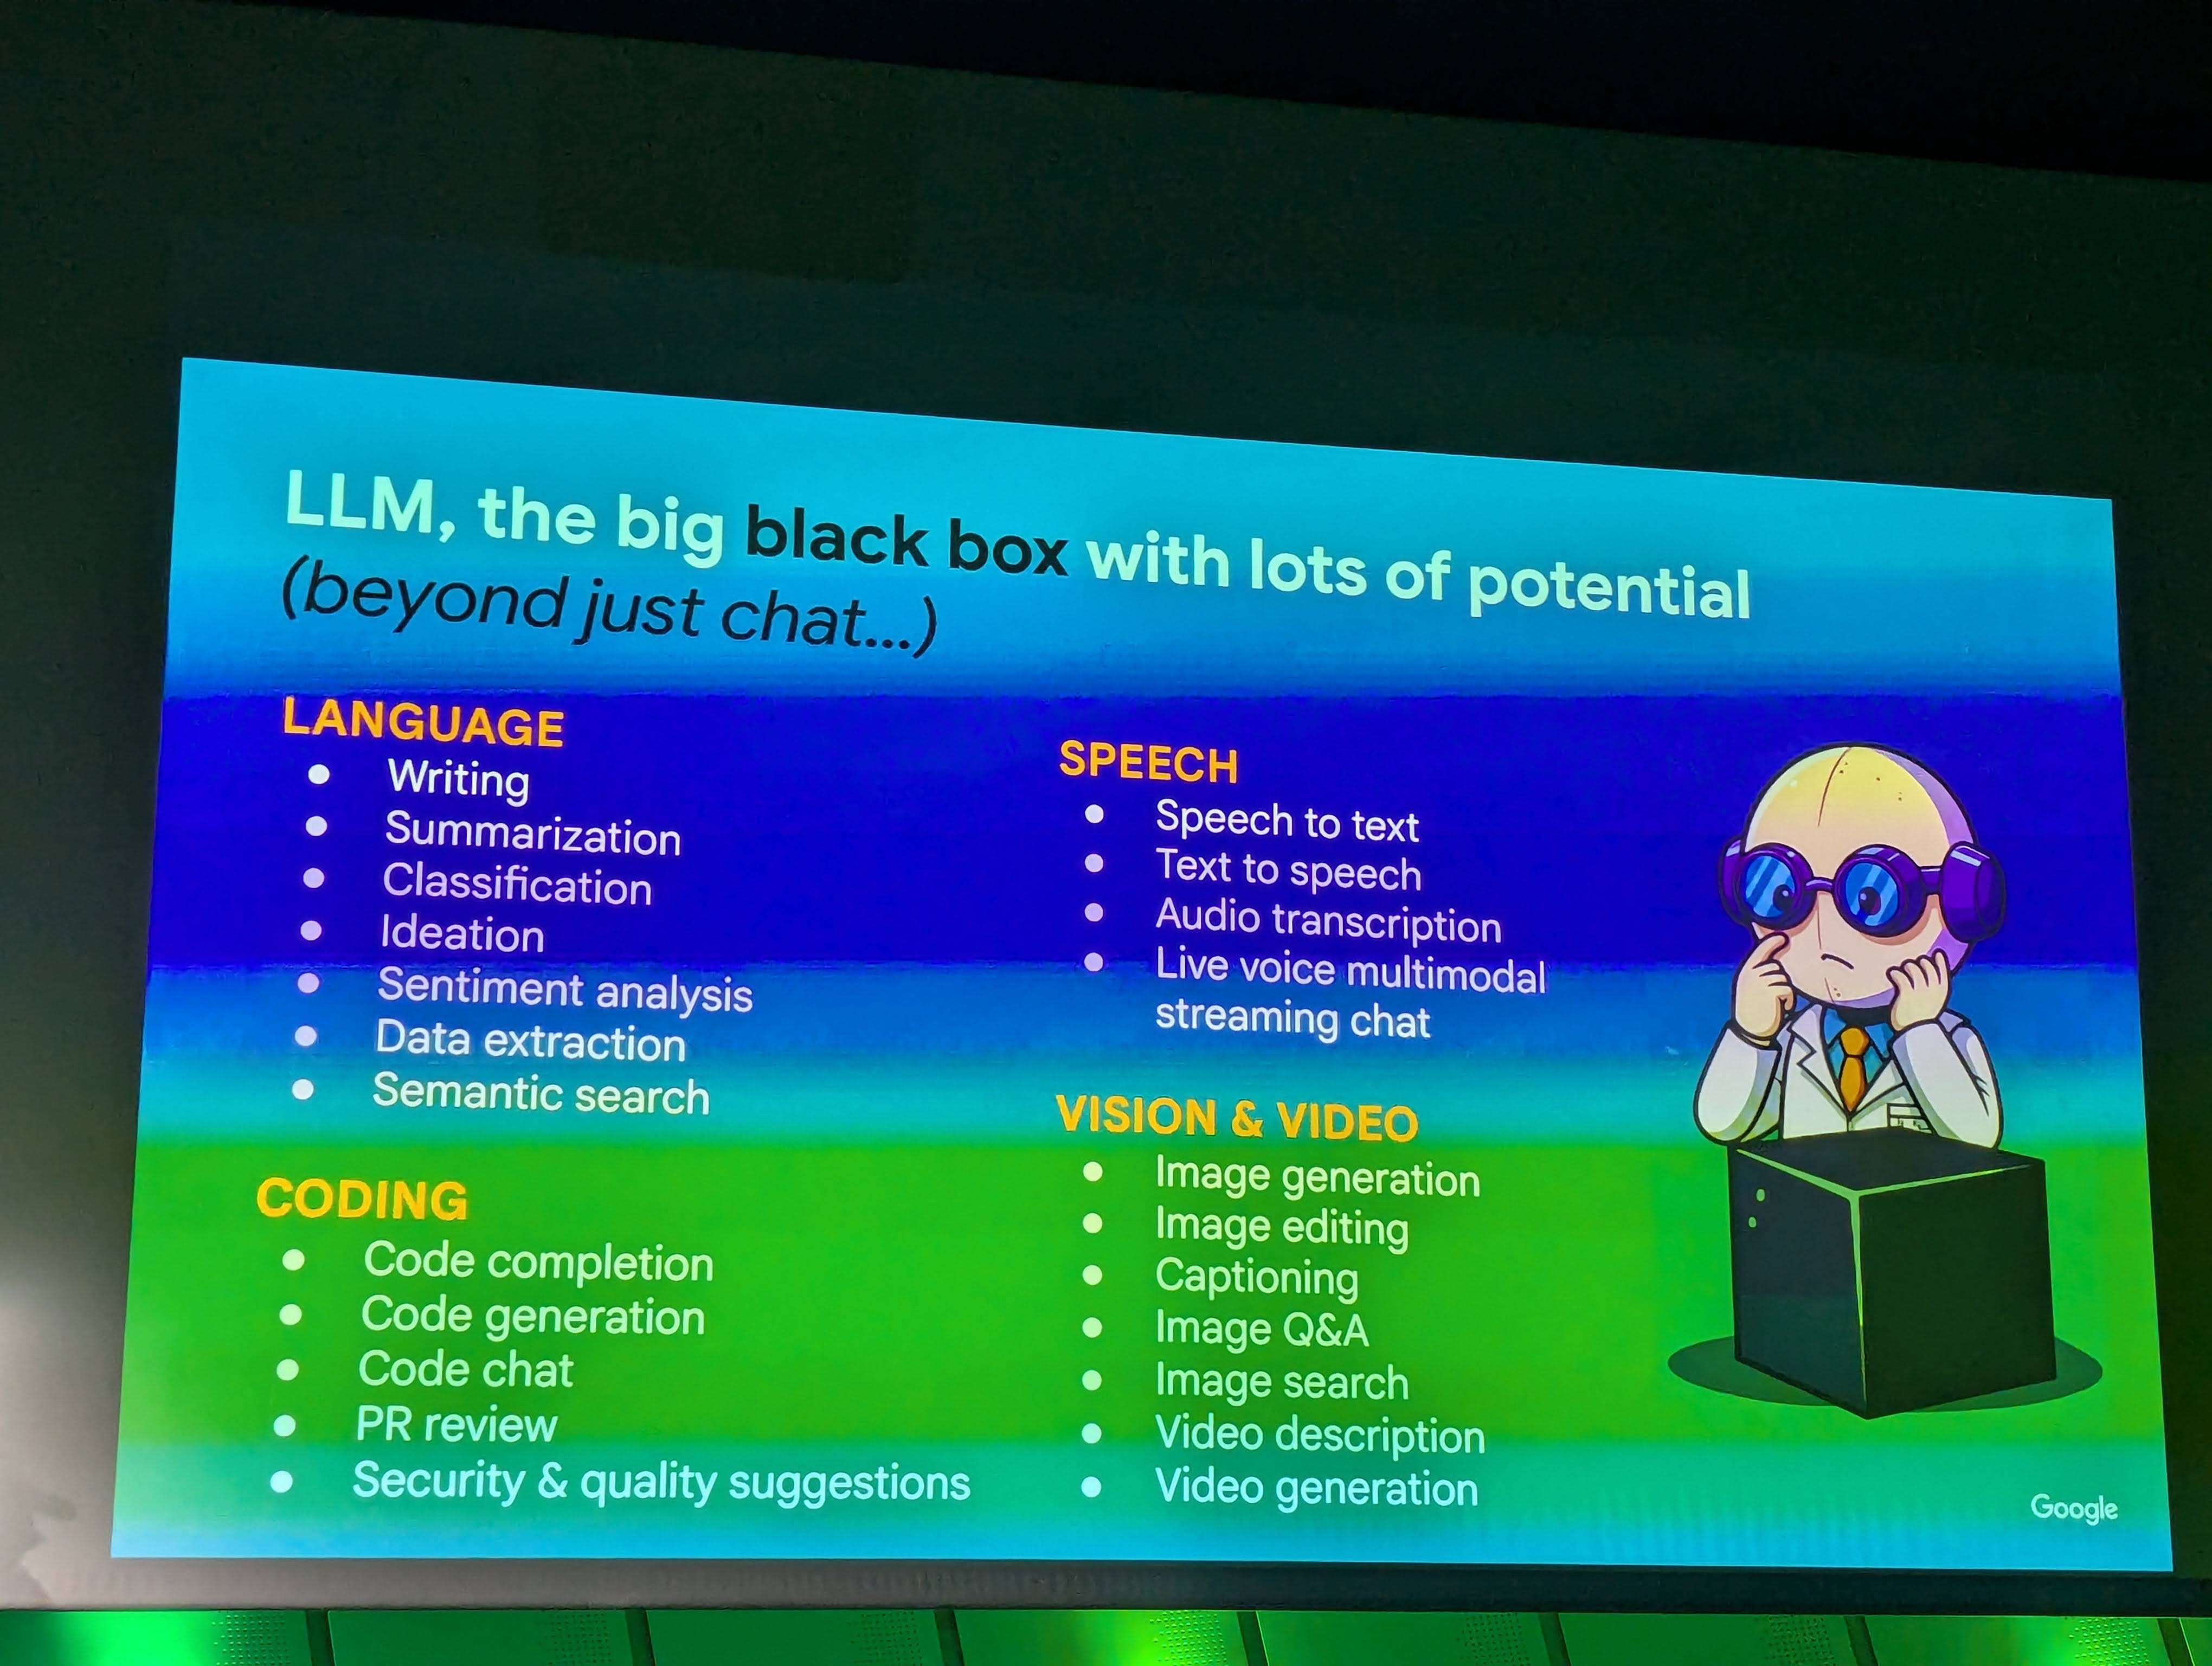 LLM, the big black box with lots of potential
(beyond just chat...)
LANGUAGE
● Writing
● Summarization
● Classification
● Ideation
● Sentiment analysis
● Data extraction
● Semantic search
CODING
● Code completion
● Code generation
● Code chat
● PR review
● Security & quality suggestions
SPEECH
● Speech to text
● Text to speech
● Audio transcription
● Live voice multimodal
streaming chat
VISION & VIDEO
● Image generation
● Image editing
● Captioning
● Image Q&A
● Image search
● Video description
● Video generation
Google